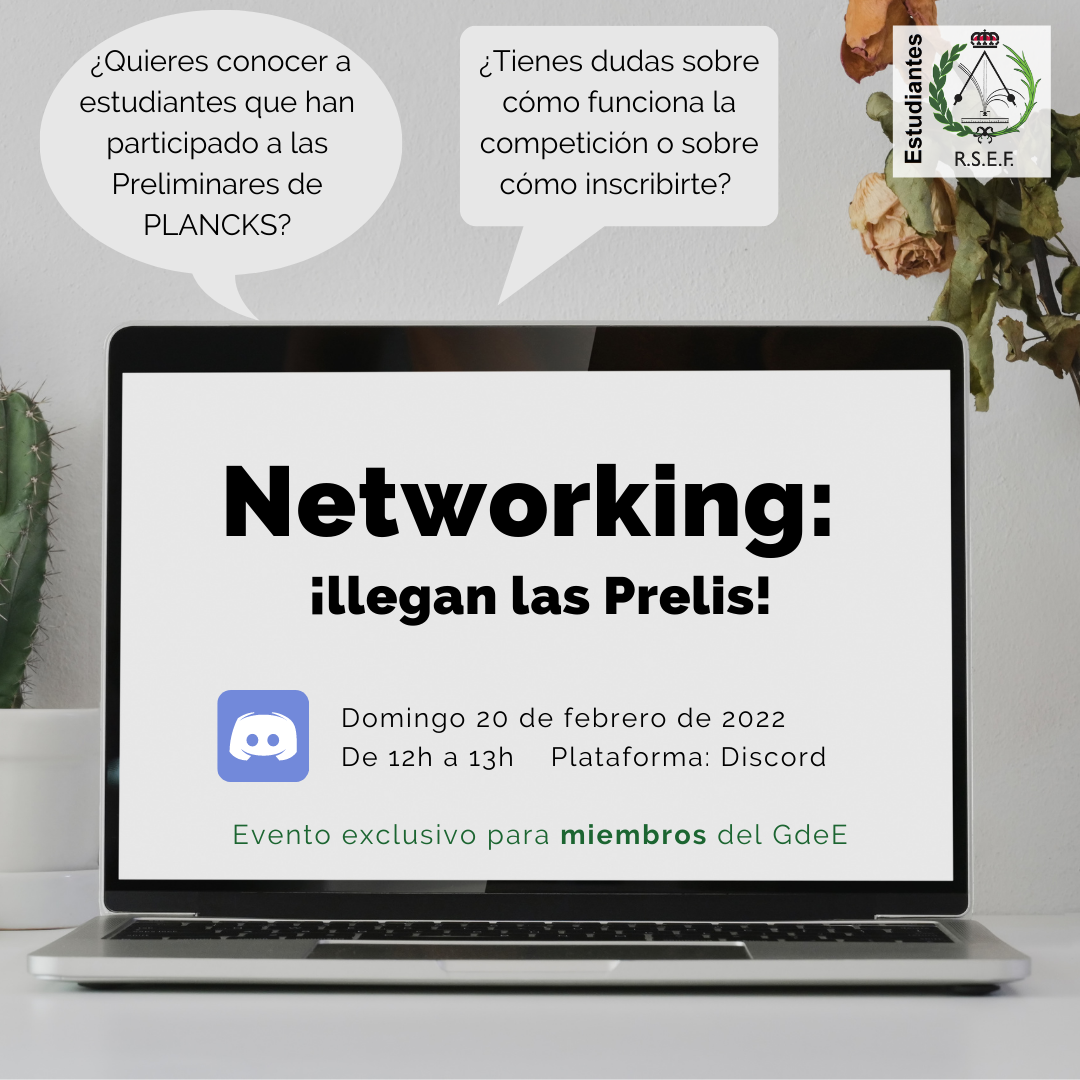 ¿Quieres conocer a
estudiantes que han
participado a las
Preliminares de
PLANCKS?
¿Tienes dudas sobre
cómo funciona la
competición o sobre
cómo inscribirte?
Estudiantes
R.S.E.F.
Networking:
¡llegan las Prelis!
Domingo 20 de febrero de 2022
De 12h a 13h Plataforma: Discord
Evento exclusivo para miembros del GdeE